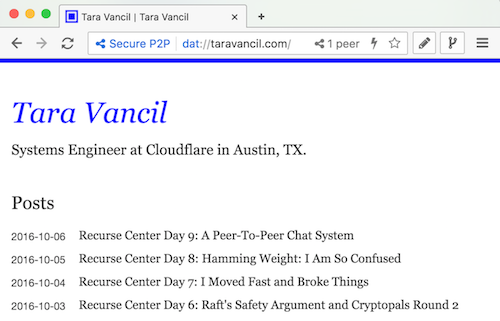 Tara Vancil | Tara Vancil
Secure P2P dat://taravancil.com/ 1 peer
Tara Vancil
Systems Engineer at Cloudflare in Austin, TX.
Posts
2016-10-06 Recurse Center Day 9: A Peer-To-Peer Chat System
2016-10-05 Recurse Center Day 8: Hamming Weight: I Am So Confused
2016-10-04 Recurse Center Day 7: I Moved Fast and Broke Things
2016-10-03 Recurse Center Day 6: Raft's Safety Argument and Cryptopals Round 2